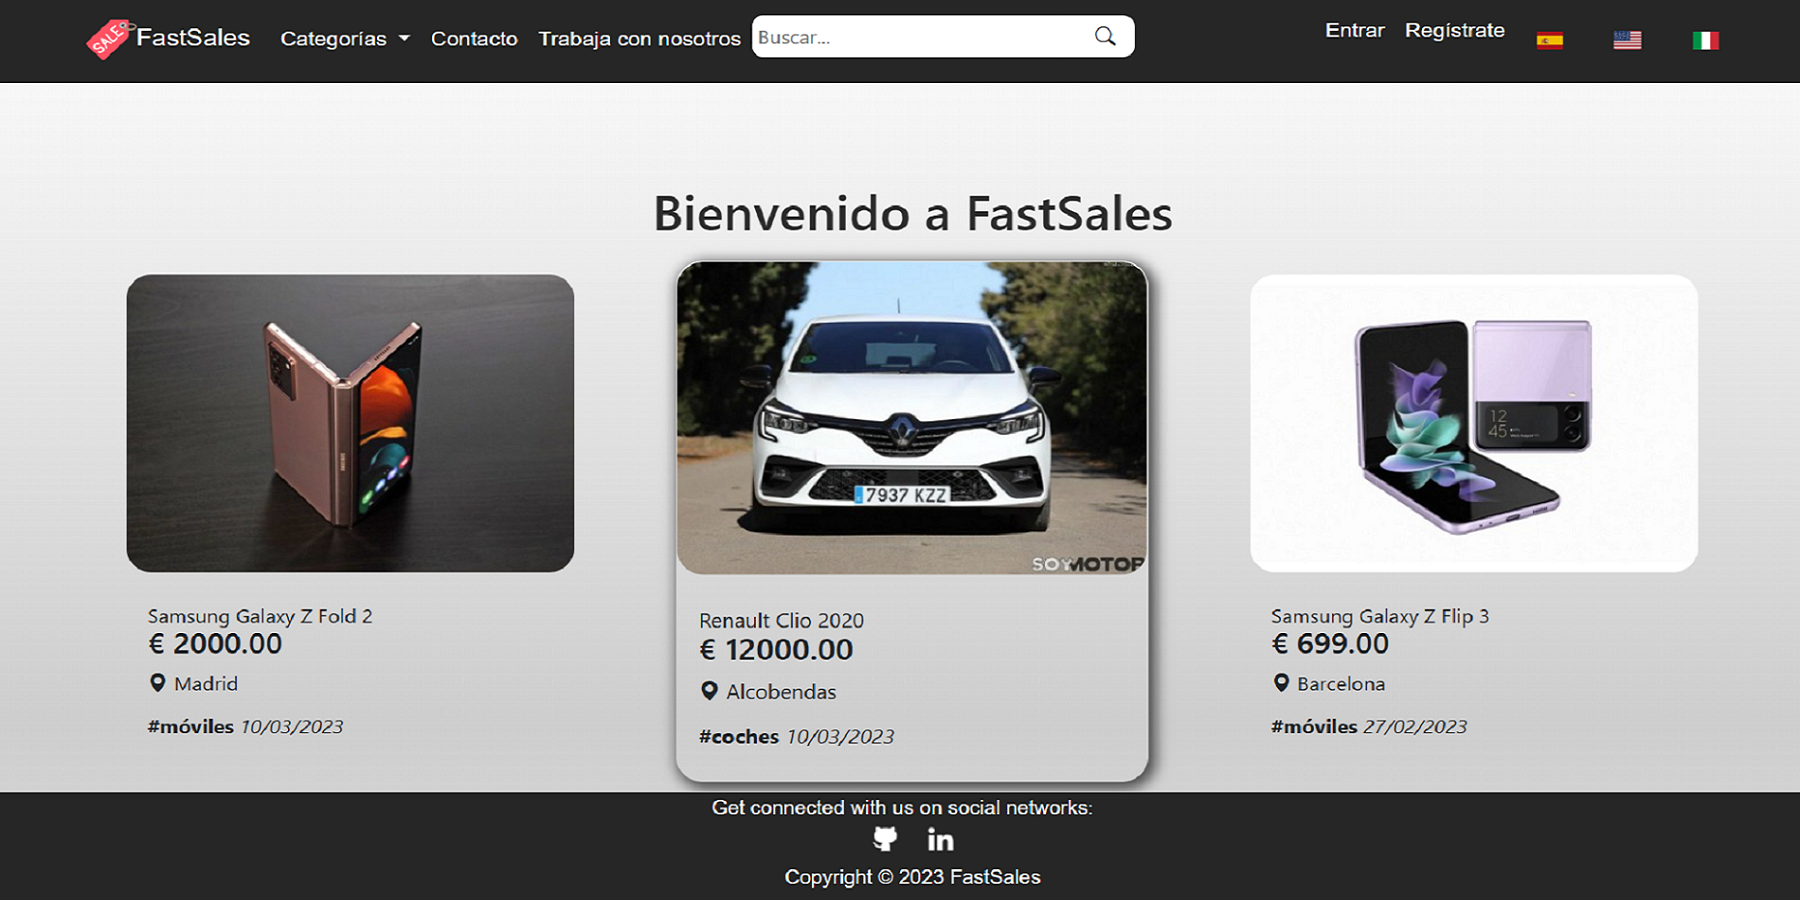 SALE FastSales Categorías Contacto Trabaja con nosotros Buscar... Entrar Regístrate
Bienvenido a FastSales
7937 KZZ
SOYMOTOR
12
45
Samsung Galaxy Z Fold 2
€ 2000.00
Madrid
#móviles 10/03/2023
Renault Clio 2020
€ 12000.00
Alcobendas
#coches 10/03/2023
Samsung Galaxy Z Flip 3
€ 699.00
Barcelona
#móviles 27/02/2023
Get connected with us on social networks:
in
Copyright © 2023 FastSales